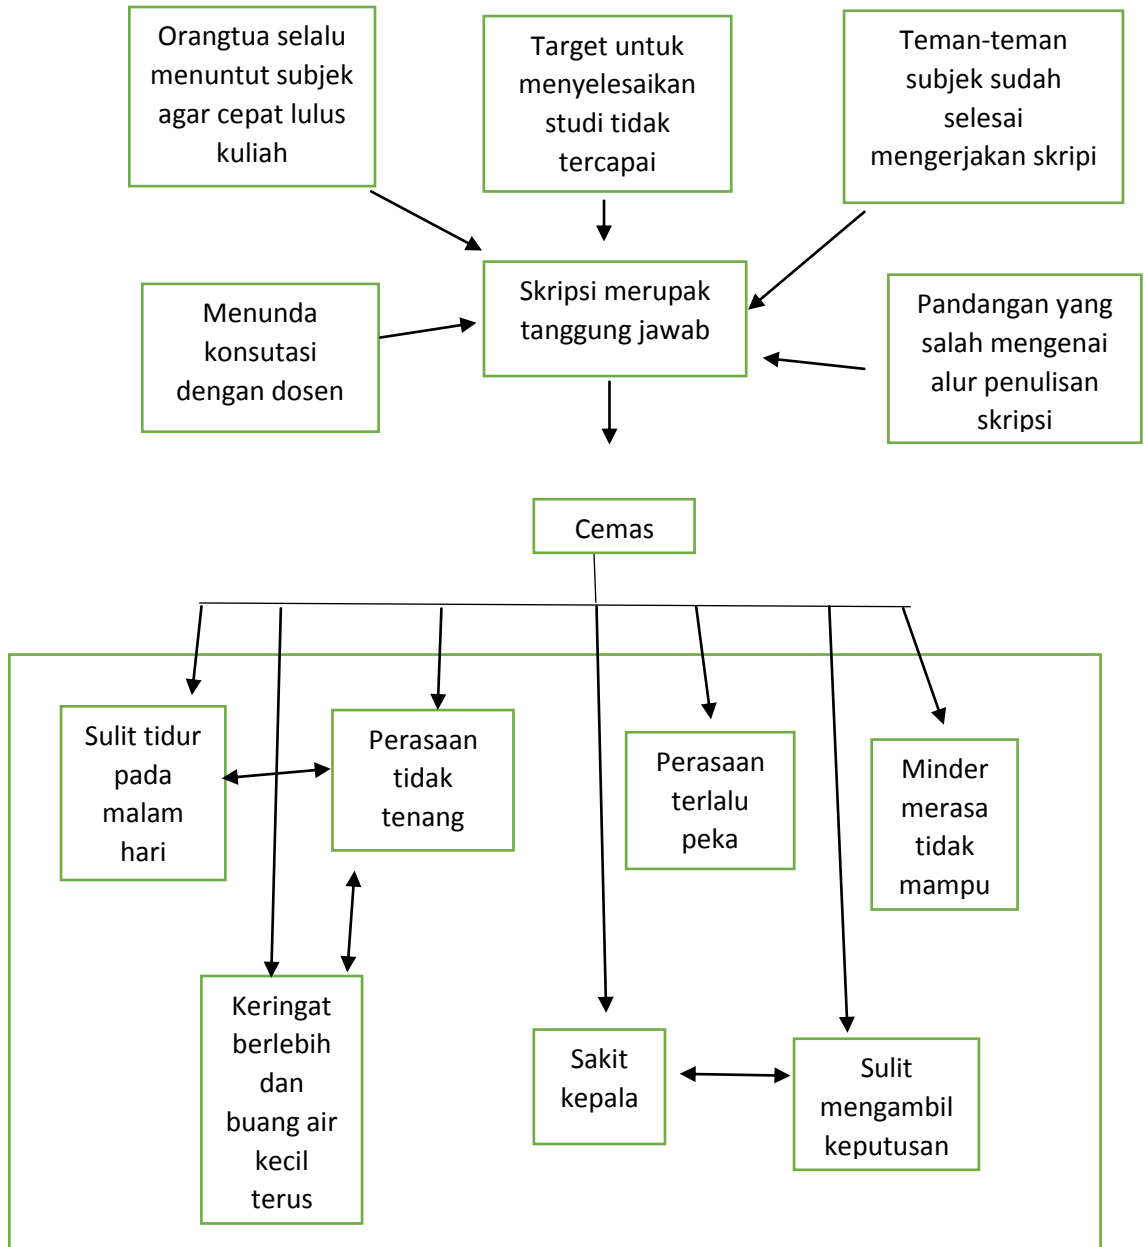 Orangtua selalu
menuntut subjek
agar cepat lulus
kuliah
Target untuk
menyelesaikan
studi tidak
tercapai
Teman-teman
subjek sudah
selesai
mengerjakan skripi
Menunda
konsutasi
dengan dosen
Skripsi merupak
tanggung jawab
Pandangan yang
salah mengenai
alur penulisan
skripsi
Cemas
Sulit tidur
pada
malam
hari
Perasaan
tidak
tenang
Perasaan
terlalu
peka
Minder
merasa
tidak
mampu
Keringat
berlebih
dan
buang air
kecil
terus
Sakit
kepala
Sulit
mengambil
keputusan